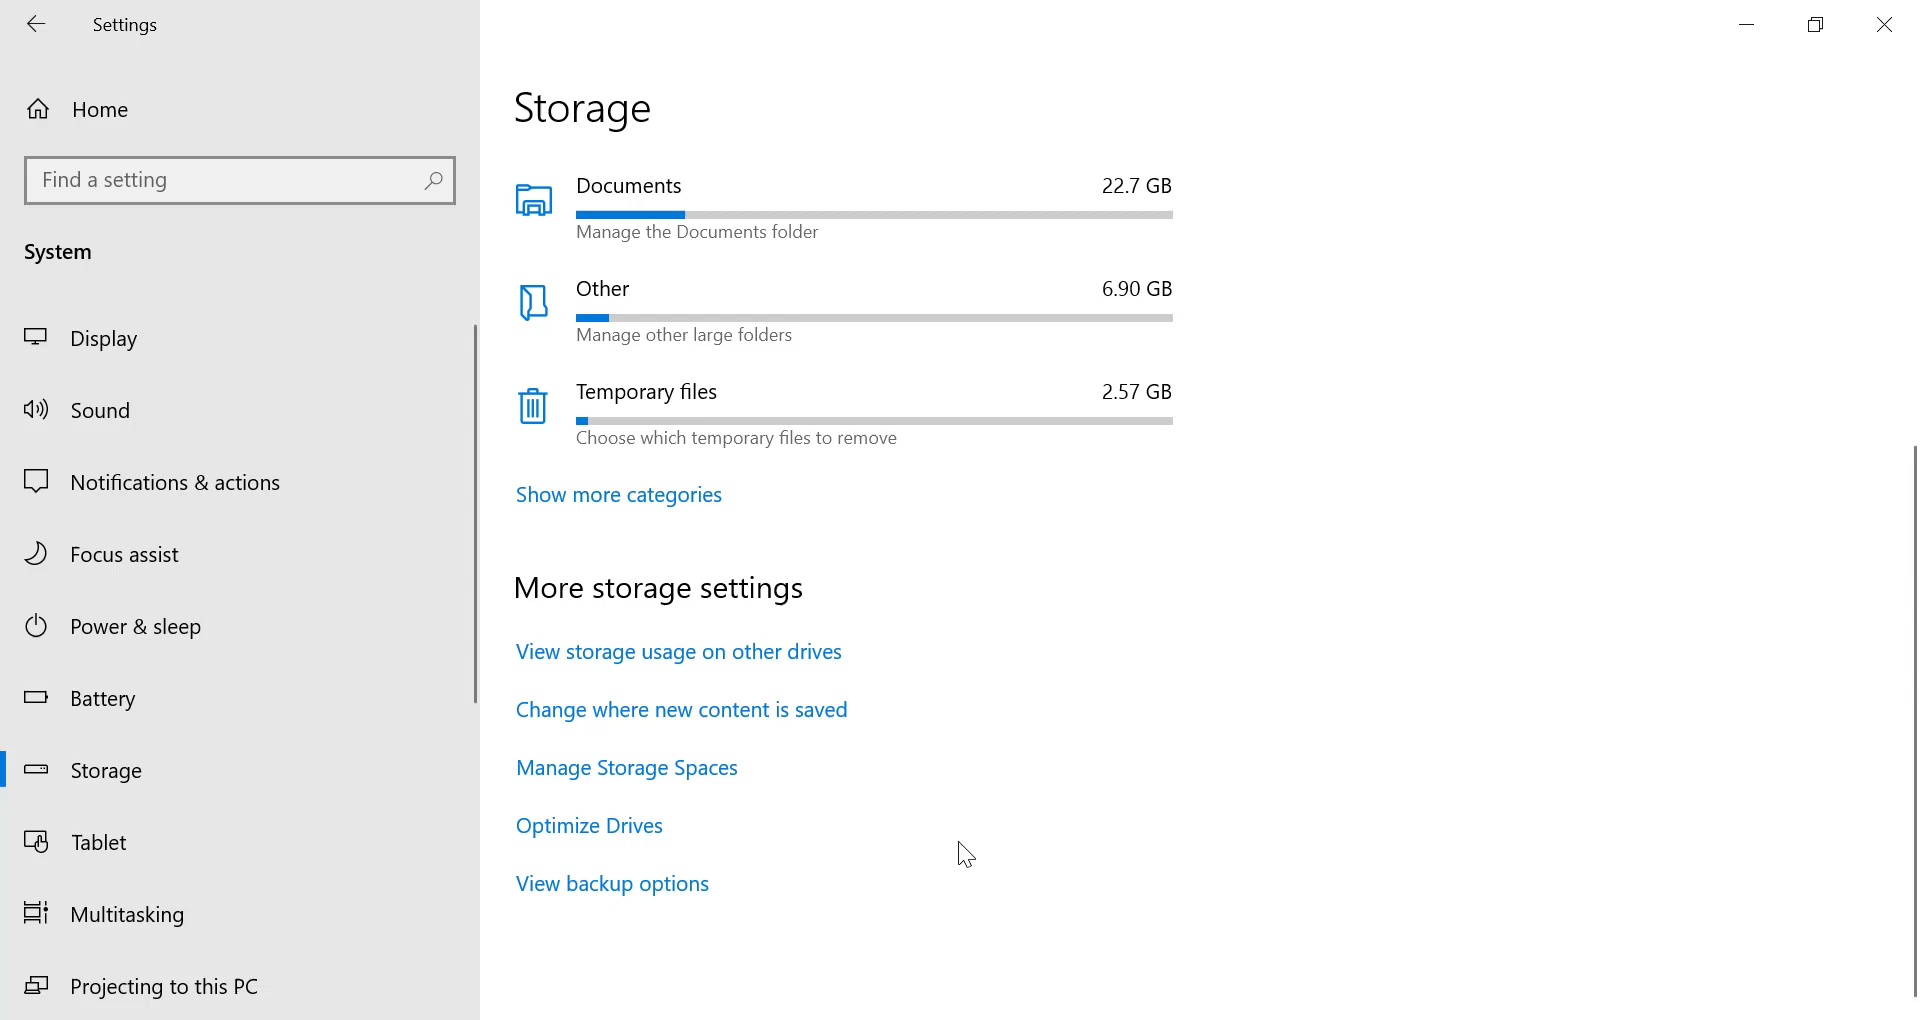 Settings
Home
Find a setting
System
Display
Sound
Notifications & actions
Focus assist
Power & sleep
Battery
Storage
Tablet
Multitasking
Projecting to this PC
Storage
Documents 22.7 GB
Manage the Documents folder
Other 6.90 GB
Manage other large folders
Temporary files 2.57 GB
Choose which temporary files to remove
Show more categories
More storage settings
View storage usage on other drives
Change where new content is saved
Manage Storage Spaces
Optimize Drives
View backup options